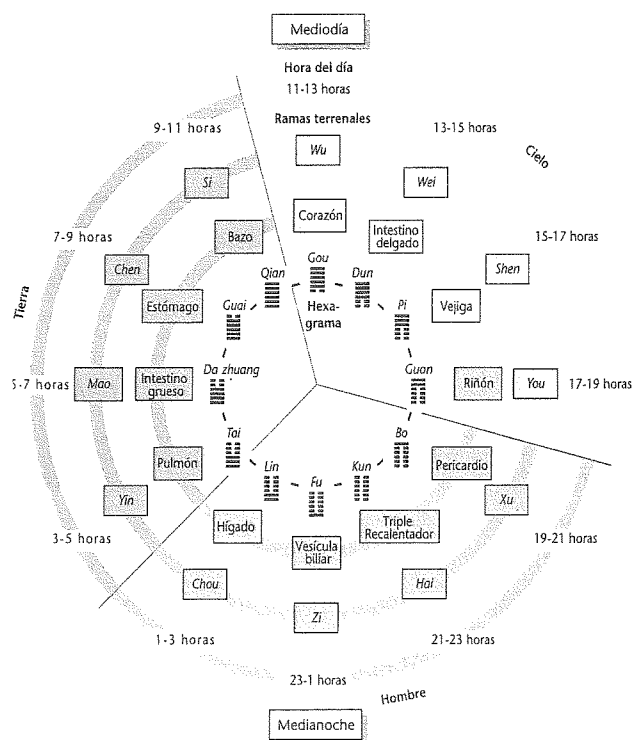 Mediodía
Hora del día
11-13 horas
Ramas terrenales
9-11 horas
13-15 horas
Cielo
Wu
Si
Wei
Corazón
Bazo
Intestino
delgado
7-9 horas
15-17 horas
Chen
Shen
Qian
Gou
Dun
Estómago
Guai
Hexa-
grama
Pi
Vejiga
Tierra
5-7 horas
Mao
Intestino
grueso
Da zhuang
Guan
Riñón
You
17-19 horas
Tai
Bo
Pulmón
Lin
Fu
Kun
Pericardio
Yin
Xu
3-5 horas
Hígado
Vesícula
biliar
Triple
Recalentador
19-21 horas
Chou
Hai
Zi
1-3 horas
21-23 horas
23-1 horas
Hombre
Medianoche